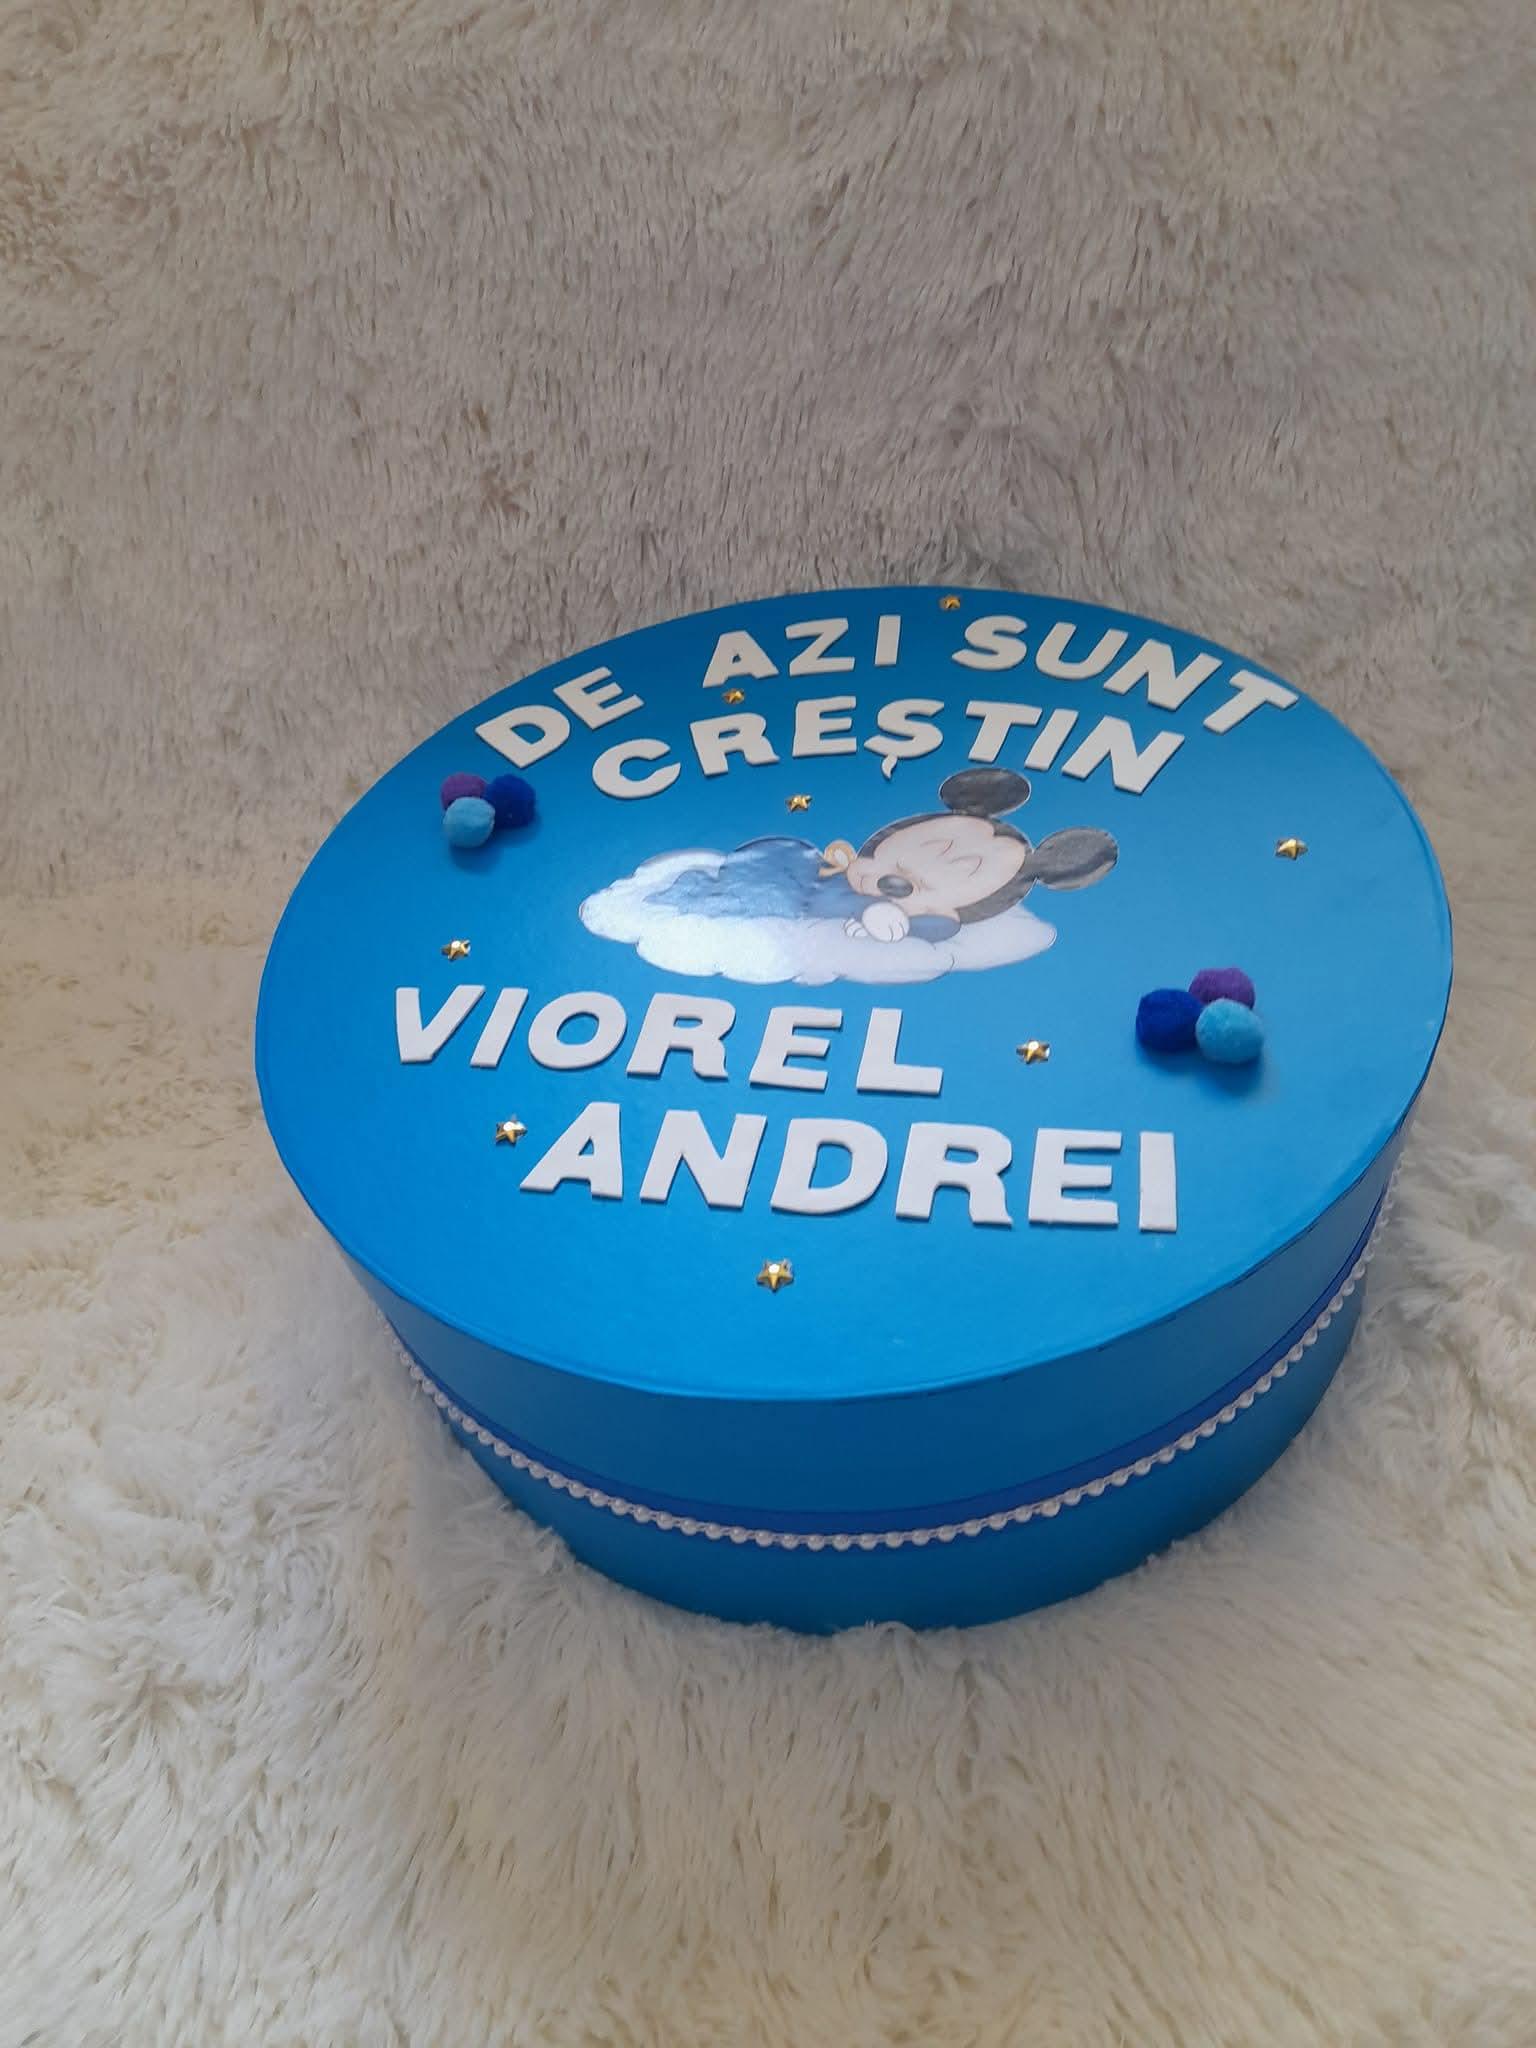 DE AZI SUNT
CREȘTIN
VIOREL
ANDREI